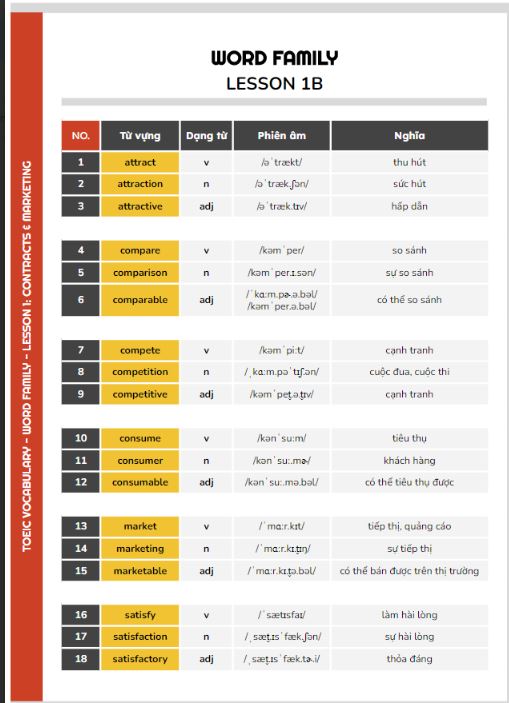 WORD FAMILY
LESSON 1B
TOEIC VOCABULARY - WORD FAMILY - LESSON 1: CONTRACTS & MARKETING
NO. Từ vựng Dạng từ Phiên âm Nghĩa
1 attract v /əˈtrækt/ thu hút
2 attraction n /əˈtræk.ʃən/ sức hút
3 attractive adj /əˈtræk.tɪv/ hấp dẫn
4 compare v /kəmˈper/ so sánh
5 comparison n /kəmˈper.ɪ.sən/ sự so sánh
6 comparable adj /ˈkɑːm.pɚ.ə.bəl/ có thể so sánh
/kəmˈper.ə.bəl/
7 compete v /kəmˈpiːt/ cạnh tranh
8 competition n /ˌkɑːm.pəˈtɪʃ.ən/ cuộc đua, cuộc thi
9 competitive adj /kəmˈpet̬.ə.t̬ɪv/ cạnh tranh
10 consume v /kənˈsuːm/ tiêu thụ
11 consumer n /kənˈsuː.mɚ/ khách hàng
12 consumable adj /kənˈsuː.mə.bəl/ có thể tiêu thụ được
13 market v /ˈmɑːr.kɪt/ tiếp thị, quảng cáo
14 marketing n /ˈmɑːr.kɪ.t̬ɪŋ/ sự tiếp thị
15 marketable adj /ˈmɑːr.kɪ.t̬ə.bəl/ có thể bán được trên thị trường
16 satisfy v /ˈsætɪsfaɪ/ làm hài lòng
17 satisfaction n /ˌsæt̬.ɪsˈfæk.ʃən/ sự hài lòng
18 satisfactory adj /ˌsæt̬.ɪsˈfæk.tɚ.i/ thỏa đáng